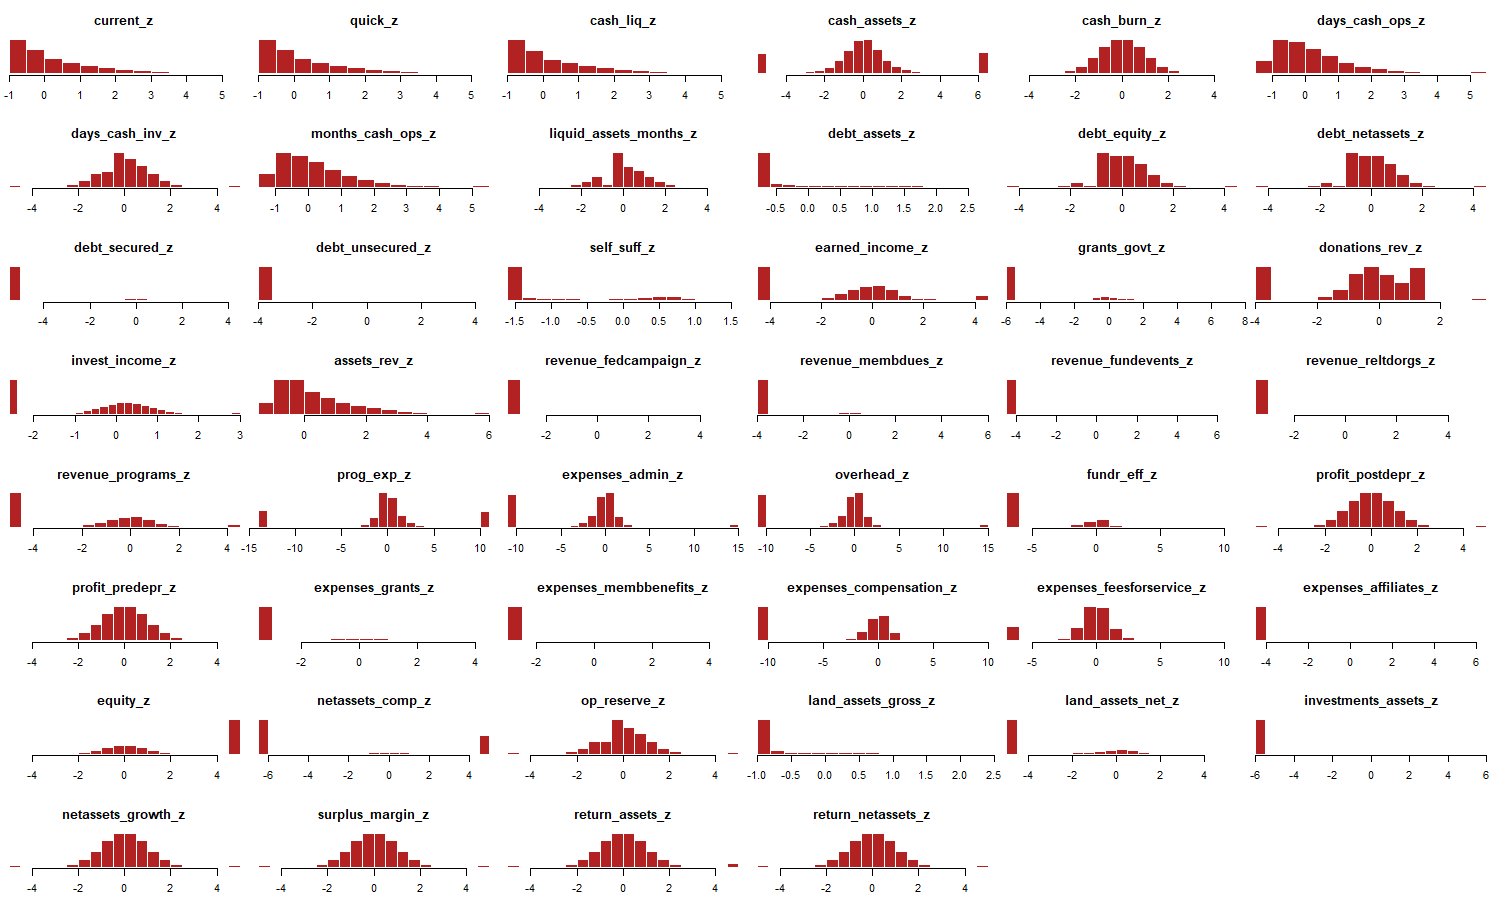 current_z quick_z cash_liq_z cash_assets_z cash_burn_z days_cash_ops_z
-1 0 1 2 3 4 5 -1 0 1 2 3 4 5 -1 0 1 2 3 4 5 -4 -2 0 2 4 6 -4 -2 0 2 4 -1 0 1 2 3 4 5
days_cash_inv_z months_cash_ops_z liquid_assets_months_z debt_assets_z debt_equity_z debt_netassets_z
-4 -2 0 2 4 -1 0 1 2 3 4 5 -4 -2 0 2 4 -0.5 0.0 0.5 1.0 1.5 2.0 2.5 -4 -2 0 2 4 -4 -2 0 2 4
debt_secured_z debt_unsecured_z self_suff_z earned_income_z grants_govt_z donations_rev_z
-4 -2 0 2 4 -4 -2 0 2 4 -1.5 -1.0 -0.5 0.0 0.5 1.0 1.5 -4 -2 0 2 4 -6 -4 -2 0 2 4 6 8 -4 -2 0 2
invest_income_z assets_rev_z revenue_fedcampaign_z revenue_membdues_z revenue_fundevents_z revenue_reltdorgs_z
-2 -1 0 1 2 3 0 2 4 6 -2 0 2 4 -4 -2 0 2 4 6 -4 -2 0 2 4 6 -2 0 2 4
revenue_programs_z prog_exp_z expenses_admin_z overhead_z fundr_eff_z profit_postdepr_z
-4 -2 0 2 4 -15 -10 -5 0 5 10 -10 -5 0 5 10 15 -10 -5 0 5 10 15 -5 0 5 10 -4 -2 0 2 4
profit_predepr_z expenses_grants_z expenses_membbenefits_z expenses_compensation_z expenses_feesforservice_z expenses_affiliates_z
-4 -2 0 2 4 -2 0 2 4 -2 0 2 4 -10 -5 0 5 10 -5 0 5 10 -4 -2 0 2 4 6
equity_z netassets_comp_z op_reserve_z land_assets_gross_z land_assets_net_z investments_assets_z
-4 -2 0 2 4 -6 -4 -2 0 2 4 -4 -2 0 2 4 -1.0 -0.5 0.0 0.5 1.0 1.5 2.0 2.5 -4 -2 0 2 4 -6 -4 -2 0 2 4 6
netassets_growth_z surplus_margin_z return_assets_z return_netassets_z
-4 -2 0 2 4 -4 -2 0 2 4 -4 -2 0 2 4 -4 -2 0 2 4